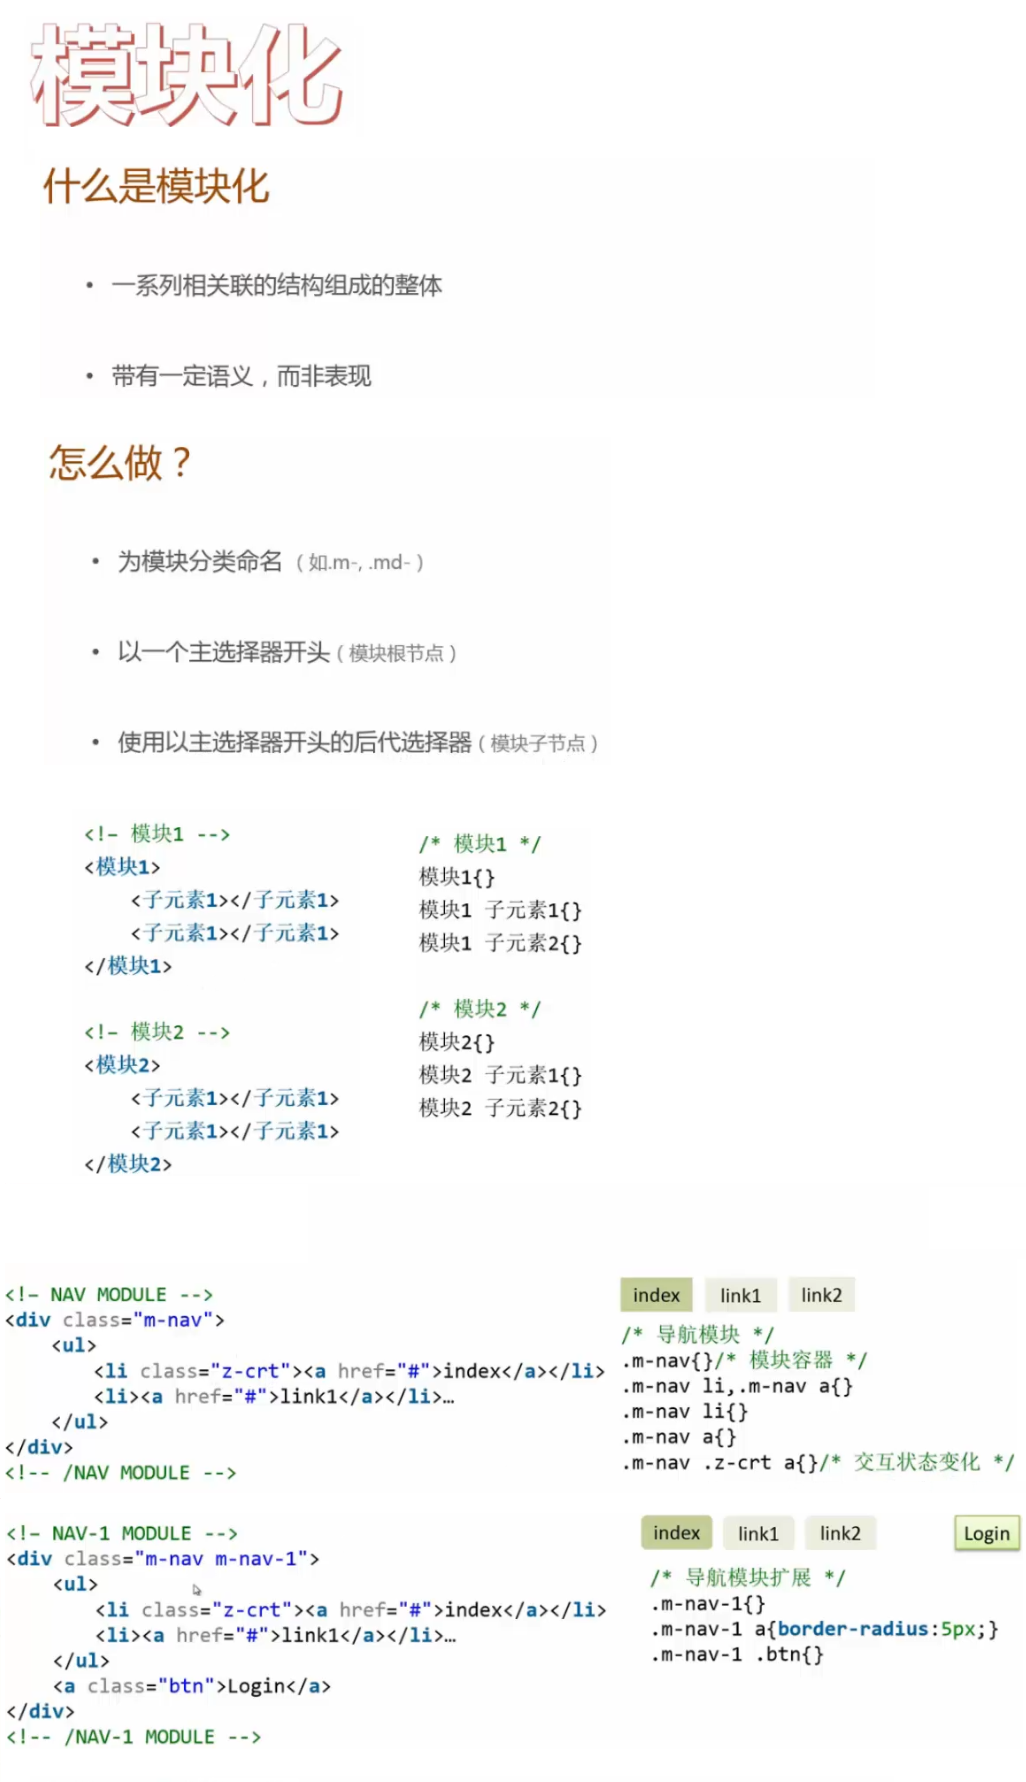 模块化
什么是模块化
• 一系列相关联的结构组成的整体
• 带有一定语义，而非表现
怎么做？
• 为模块分类命名（如.m-, .md-）
• 以一个主选择器开头（模块根节点）
• 使用以主选择器开头的后代选择器（模块子节点）
<!– 模块1 -->
<模块1>
<子元素1></子元素1>
<子元素1></子元素1>
</模块1>
<!– 模块2 -->
<模块2>
<子元素1></子元素1>
<子元素1></子元素1>
</模块2>
/* 模块1 */
模块1{}
模块1 子元素1{}
模块1 子元素2{}
/* 模块2 */
模块2{}
模块2 子元素1{}
模块2 子元素2{}
<!– NAV MODULE -->
<div class="m-nav">
<ul>
<li class="z-crt"><a href="#">index</a></li>
<li><a href="#">link1</a></li>…
</ul>
</div>
<!-- /NAV MODULE -->
index link1 link2
/* 导航模块 */
.m-nav{}/* 模块容器 */
.m-nav li,.m-nav a{}
.m-nav li{}
.m-nav a{}
.m-nav .z-crt a{}/* 交互状态变化 */
<!– NAV-1 MODULE -->
<div class="m-nav m-nav-1">
<ul>
<li class="z-crt"><a href="#">index</a></li>
<li><a href="#">link1</a></li>…
</ul>
<a class="btn">Login</a>
</div>
<!-- /NAV-1 MODULE -->
index link1 link2 Login
/* 导航模块扩展 */
.m-nav-1{}
.m-nav-1 a{border-radius:5px;}
.m-nav-1 .btn{}